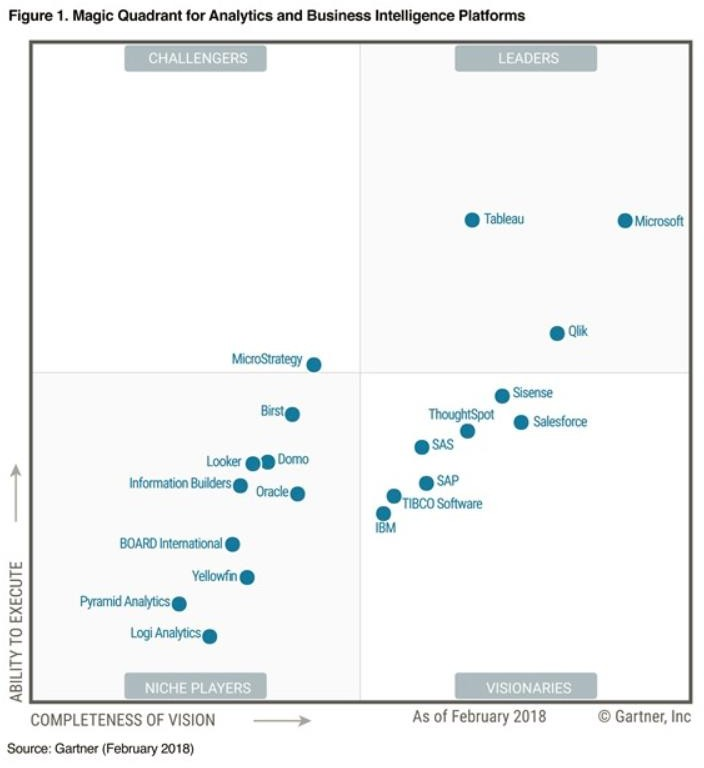 Figure 1. Magic Quadrant for Analytics and Business Intelligence Platforms
CHALLENGERS
LEADERS
Tableau
Microsoft
Qlik
MicroStrategy
Sisense
Birst
ThoughtSpot
Salesforce
SAS
Looker
Domo
Information Builders
SAP
Oracle
TIBCO Software
IBM
BOARD International
Yellowfin
Pyramid Analytics
Logi Analytics
ABILITY TO EXECUTE
NICHE PLAYERS
VISIONARIES
COMPLETENESS OF VISION
As of February 2018
© Gartner, Inc
Source: Gartner (February 2018)